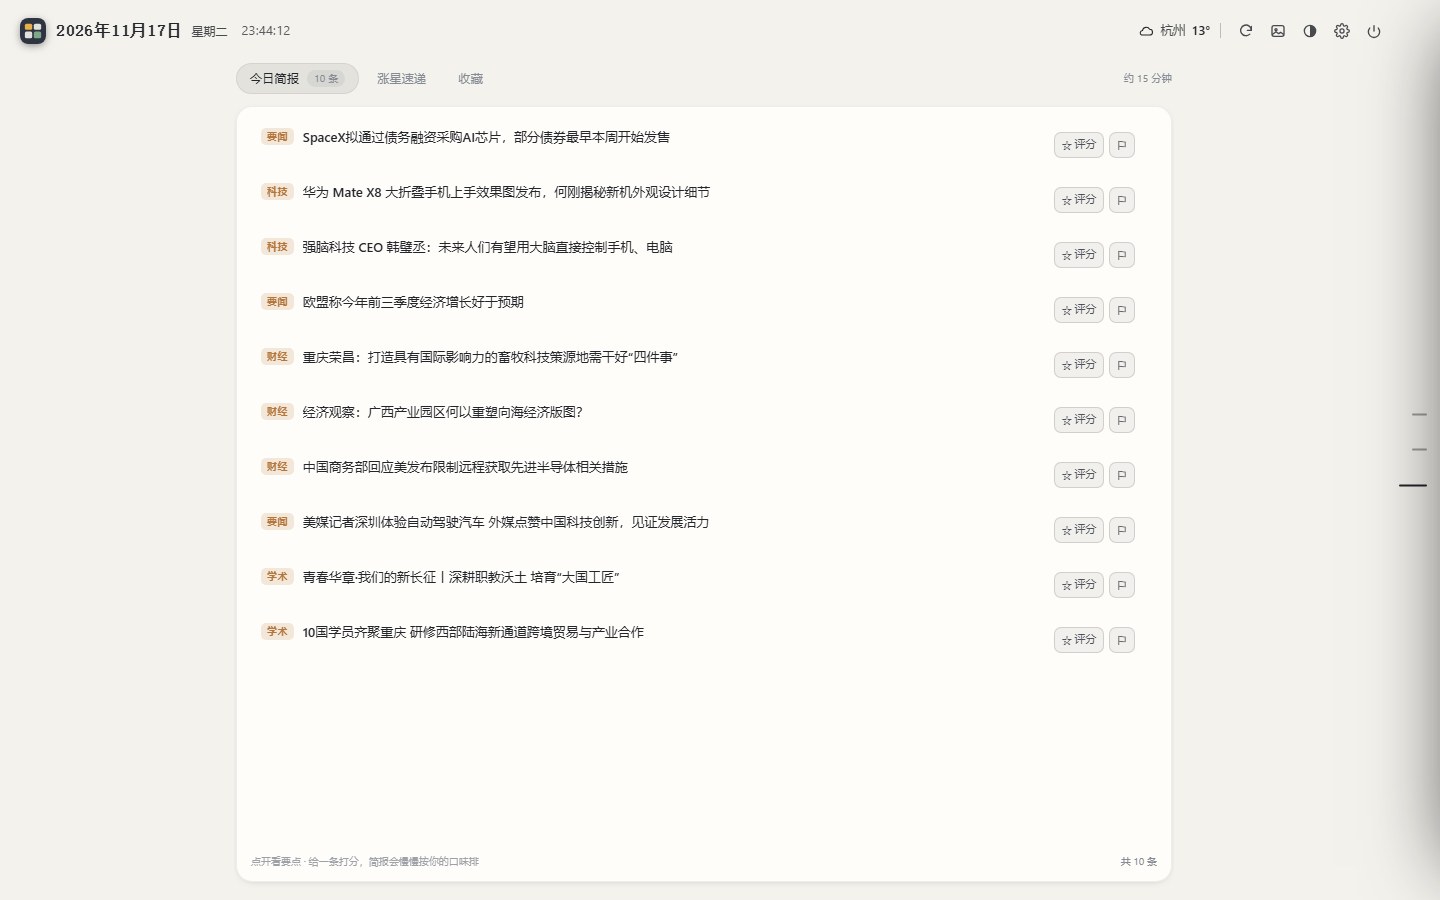 2026年11月17日 星期二 23:44:12 杭州 13°
今日简报 10 条 涨星速递 收藏 约 15 分钟
要闻 SpaceX拟通过债务融资采购AI芯片，部分债券最早本周开始发售 ☆评分
科技 华为 Mate X8 大折叠手机上手效果图发布，何刚揭秘新机外观设计细节 ☆评分
科技 强脑科技 CEO 韩璧丞：未来人们有望用大脑直接控制手机、电脑 ☆评分
要闻 欧盟称今年前三季度经济增长好于预期 ☆评分
财经 重庆荣昌：打造具有国际影响力的畜牧科技策源地需干好“四件事” ☆评分
财经 经济观察：广西产业园区何以重塑向海经济版图？ ☆评分
财经 中国商务部回应美发布限制远程获取先进半导体相关措施 ☆评分
要闻 美媒记者深圳体验自动驾驶汽车 外媒点赞中国科技创新，见证发展活力 ☆评分
学术 青春华章·我们的新长征丨深耕职教沃土 培育“大国工匠” ☆评分
学术 10国学员齐聚重庆 研修西部陆海新通道跨境贸易与产业合作 ☆评分
点开看要点 · 给一条打分，简报会慢慢按你的口味排 共 10 条